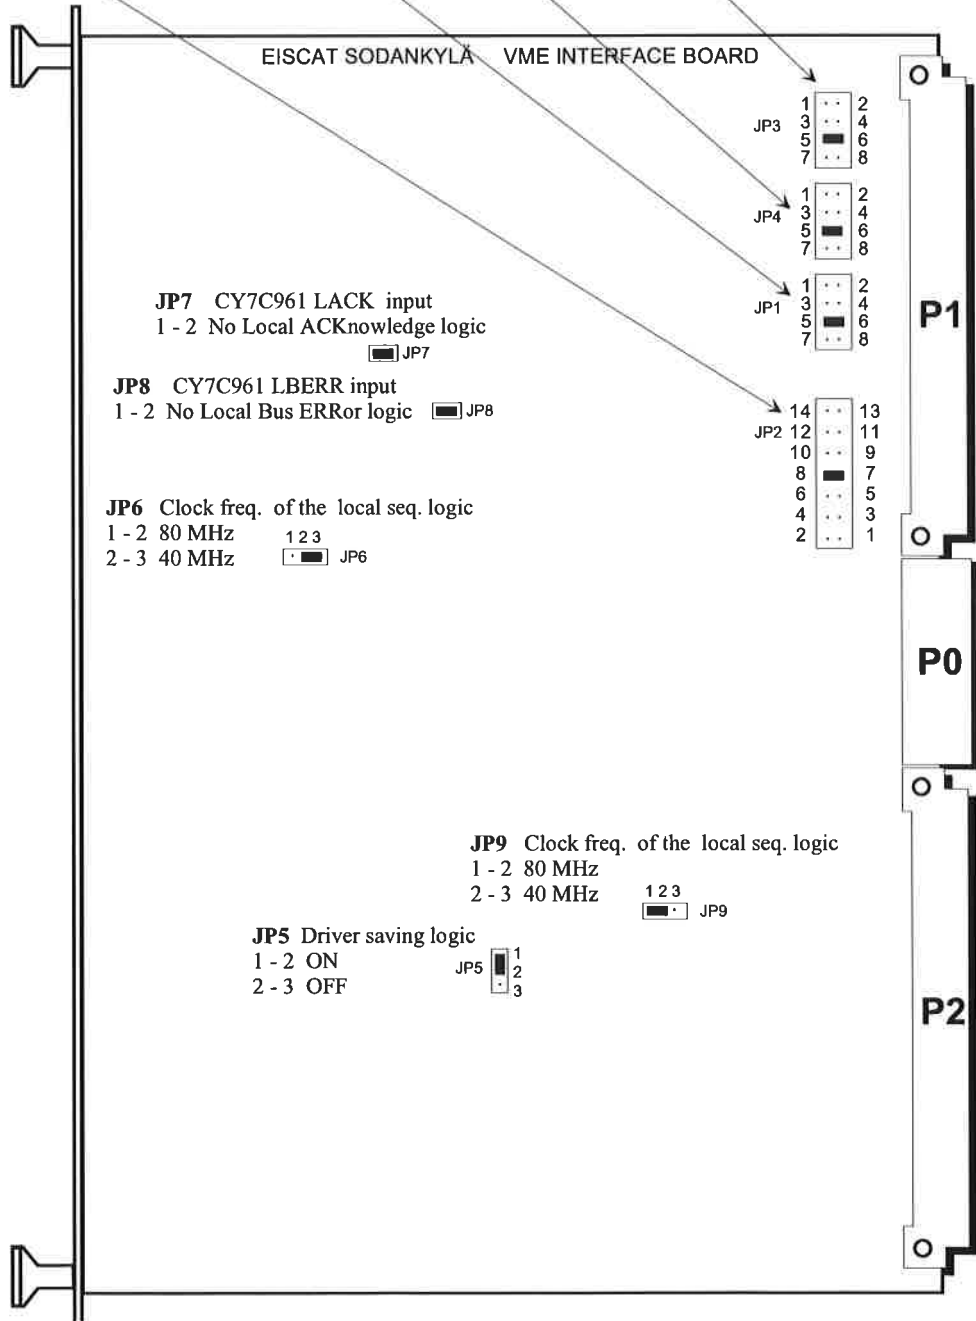 EISCAT SODANKYLÄ VME INTERFACE BOARD
1 2
JP3 3 4
5 6
7 8
1 2
JP4 3 4
5 6
7 8
JP7 CY7C961 LACK input
1 - 2 No Local ACKnowledge logic
JP7
1 2
JP1 3 4
5 6
7 8
P1
JP8 CY7C961 LBERR input
1 - 2 No Local Bus ERRor logic JP8
14 13
JP2 12 11
10 9
8 7
6 5
4 3
2 1
JP6 Clock freq. of the local seq. logic
1 - 2 80 MHz 1 2 3
2 - 3 40 MHz JP6
P0
JP9 Clock freq. of the local seq. logic
1 - 2 80 MHz
2 - 3 40 MHz 1 2 3
JP9
JP5 Driver saving logic
1 - 2 ON JP5 1
2 - 3 OFF 2
3
P2